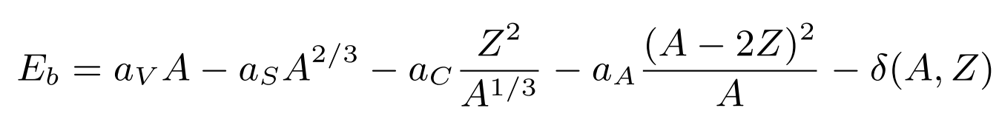 $E_b = a_V A - a_S A^{2/3} - a_C \frac{Z^2}{A^{1/3}} - a_A \frac{(A - 2Z)^2}{A} - \delta(A, Z)$